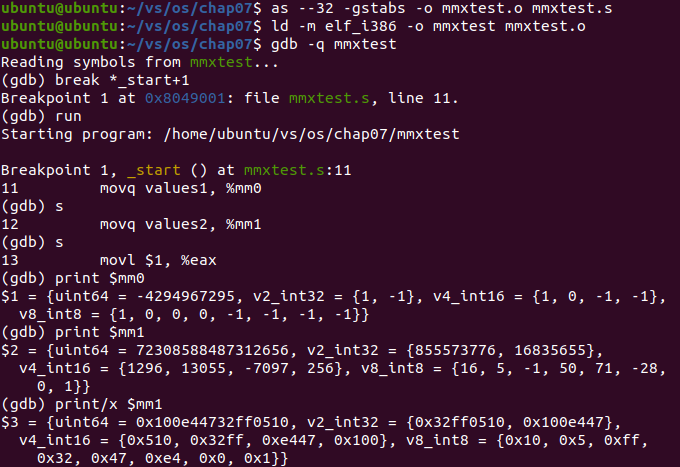 ubuntu@ubuntu:~/vs/os/chap07$ as --32 -gstabs -o mmxtest.o mmxtest.s
ubuntu@ubuntu:~/vs/os/chap07$ ld -m elf_i386 -o mmxtest mmxtest.o
ubuntu@ubuntu:~/vs/os/chap07$ gdb -q mmxtest
Reading symbols from mmxtest...
(gdb) break *_start+1
Breakpoint 1 at 0x8049001: file mmxtest.s, line 11.
(gdb) run
Starting program: /home/ubuntu/vs/os/chap07/mmxtest

Breakpoint 1, _start () at mmxtest.s:11
11        movq values1, %mm0
(gdb) s
12        movq values2, %mm1
(gdb) s
13        movl $1, %eax
(gdb) print $mm0
$1 = {uint64 = -4294967295, v2_int32 = {1, -1}, v4_int16 = {1, 0, -1, -1},
  v8_int8 = {1, 0, 0, 0, -1, -1, -1, -1}}
(gdb) print $mm1
$2 = {uint64 = 72308588487312656, v2_int32 = {855573776, 16835655},
  v4_int16 = {1296, 13055, -7097, 256}, v8_int8 = {16, 5, -1, 50, 71, -28,
    0, 1}}
(gdb) print/x $mm1
$3 = {uint64 = 0x100e44732ff0510, v2_int32 = {0x32ff0510, 0x100e447},
  v4_int16 = {0x510, 0x32ff, 0xe447, 0x100}, v8_int8 = {0x10, 0x5, 0xff,
    0x32, 0x47, 0xe4, 0x0, 0x1}}